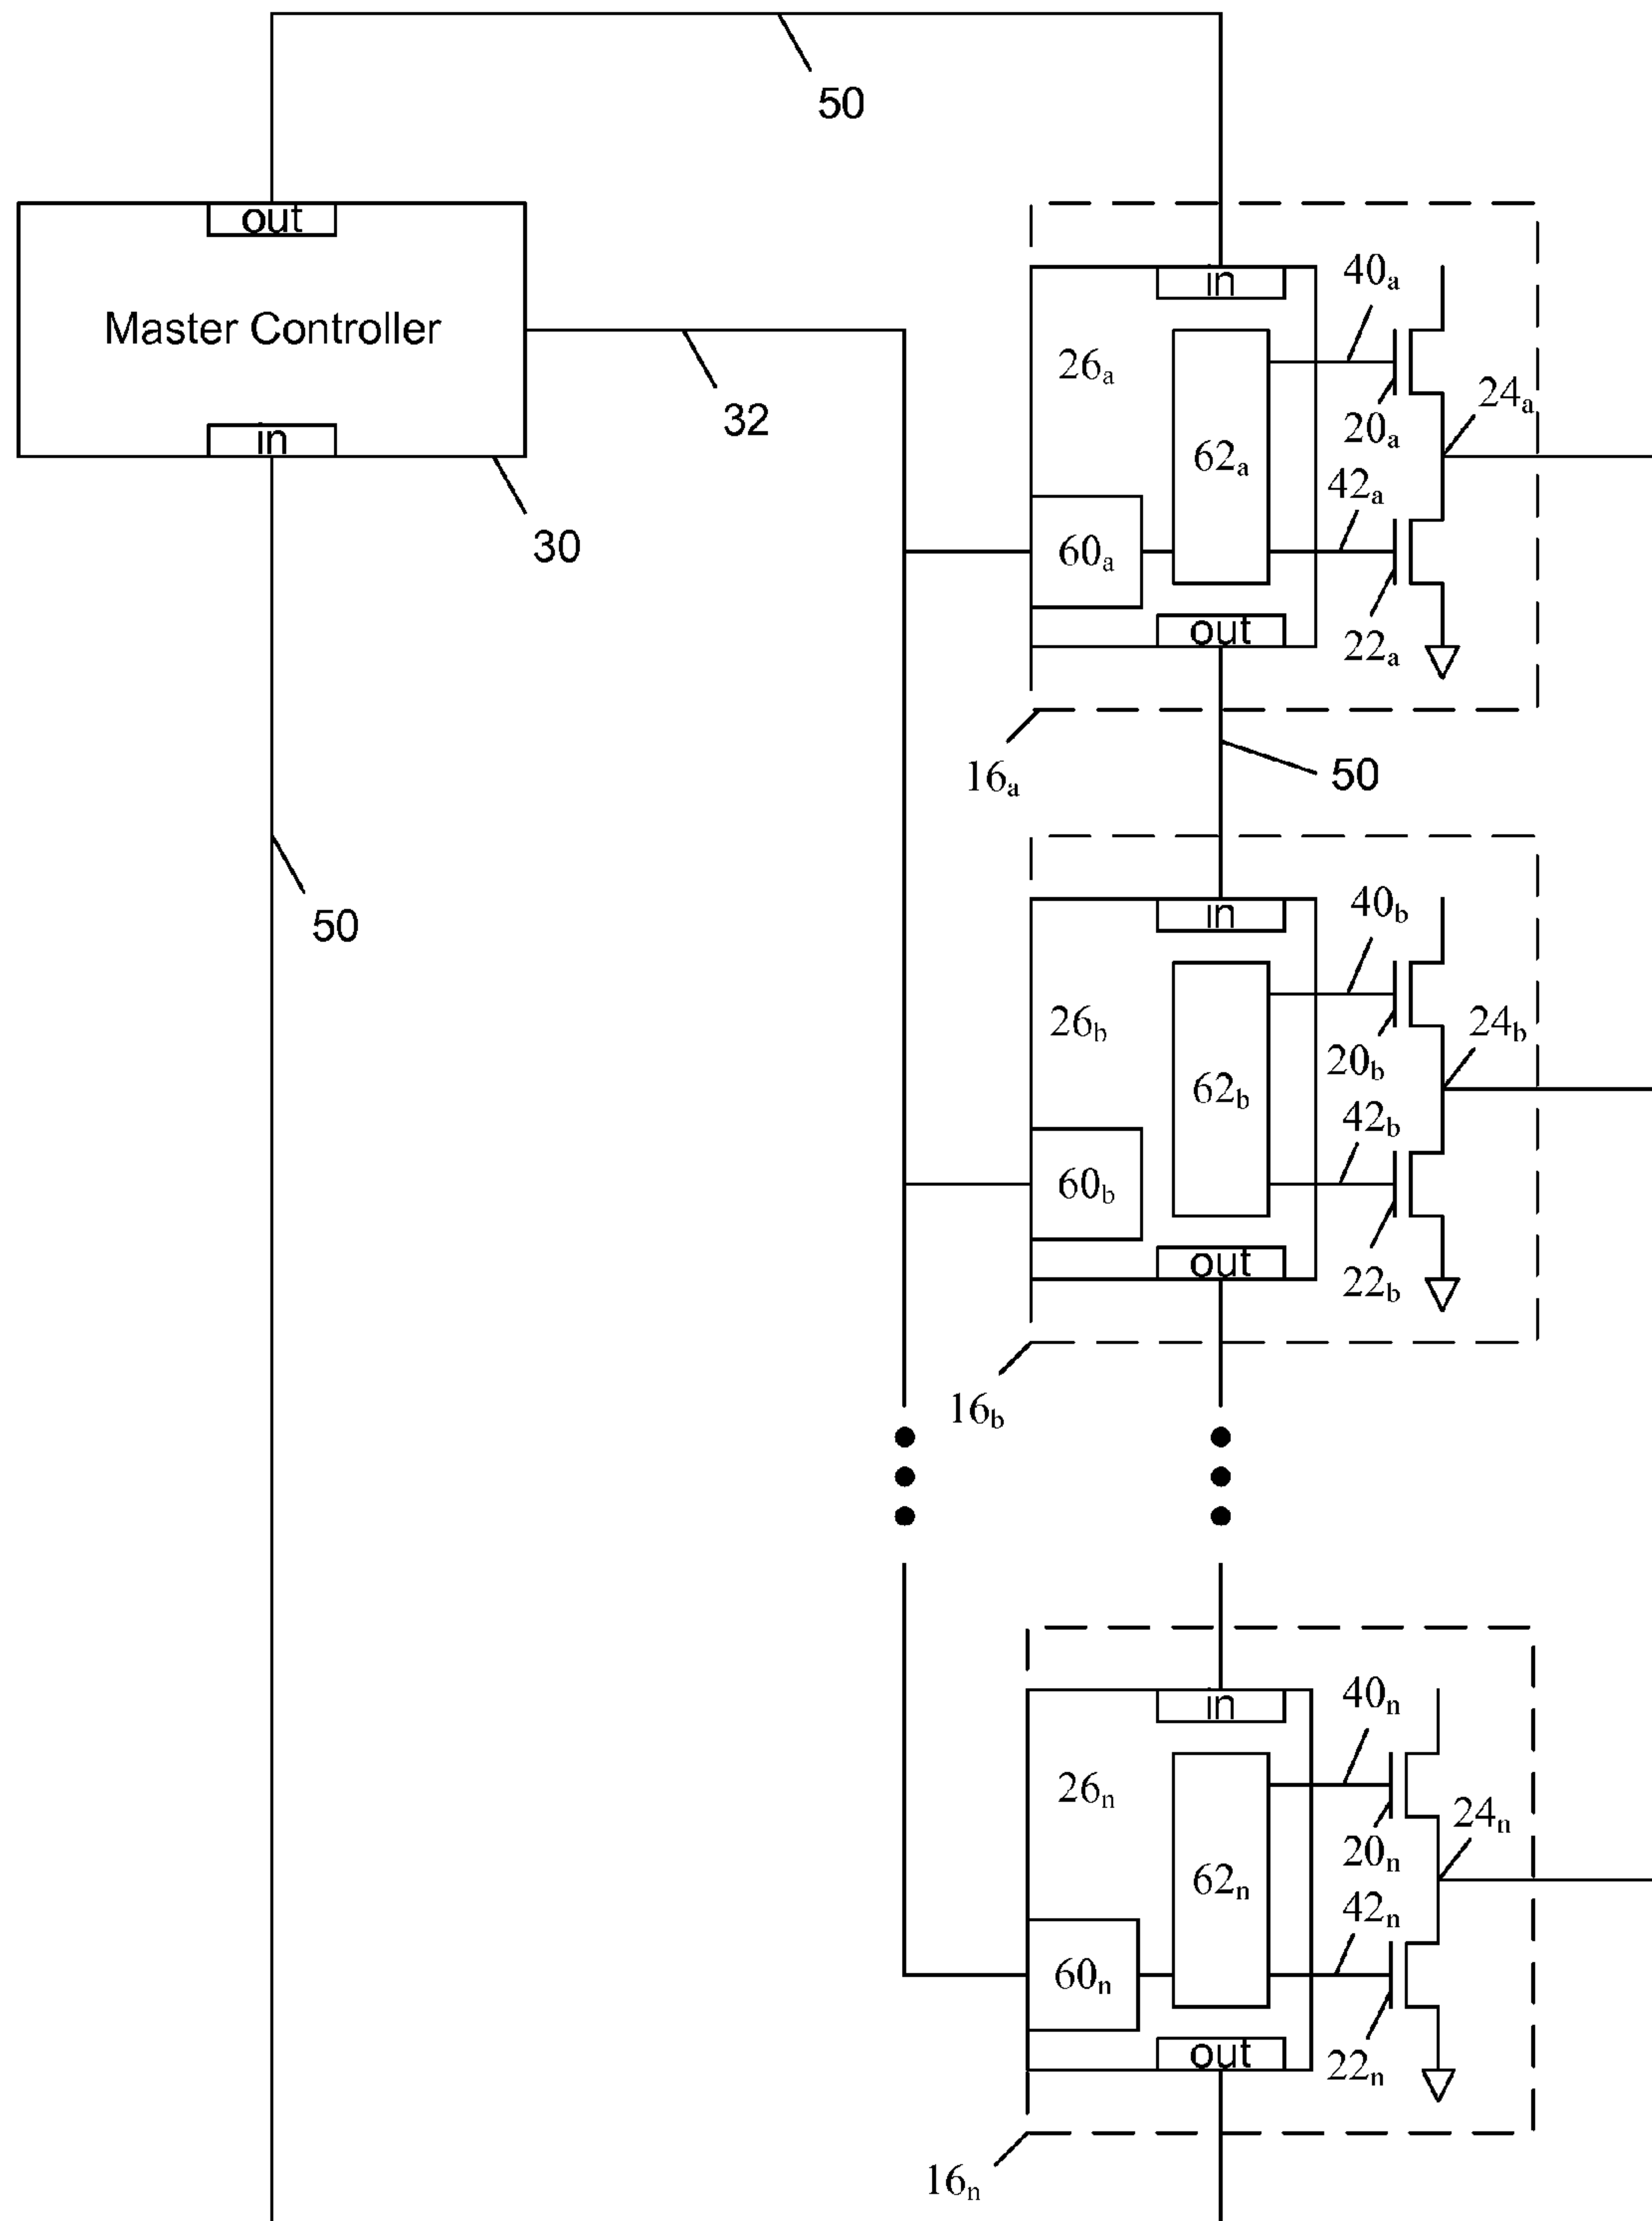 50
out
Master Controller
in
30
32
50
in
26a
40a
20a
24a
62a
42a
60a
22a
out
16a
50
in
26b
40b
20b
24b
62b
42b
60b
22b
out
16b
in
26n
40n
20n
24n
62n
42n
60n
22n
out
16n